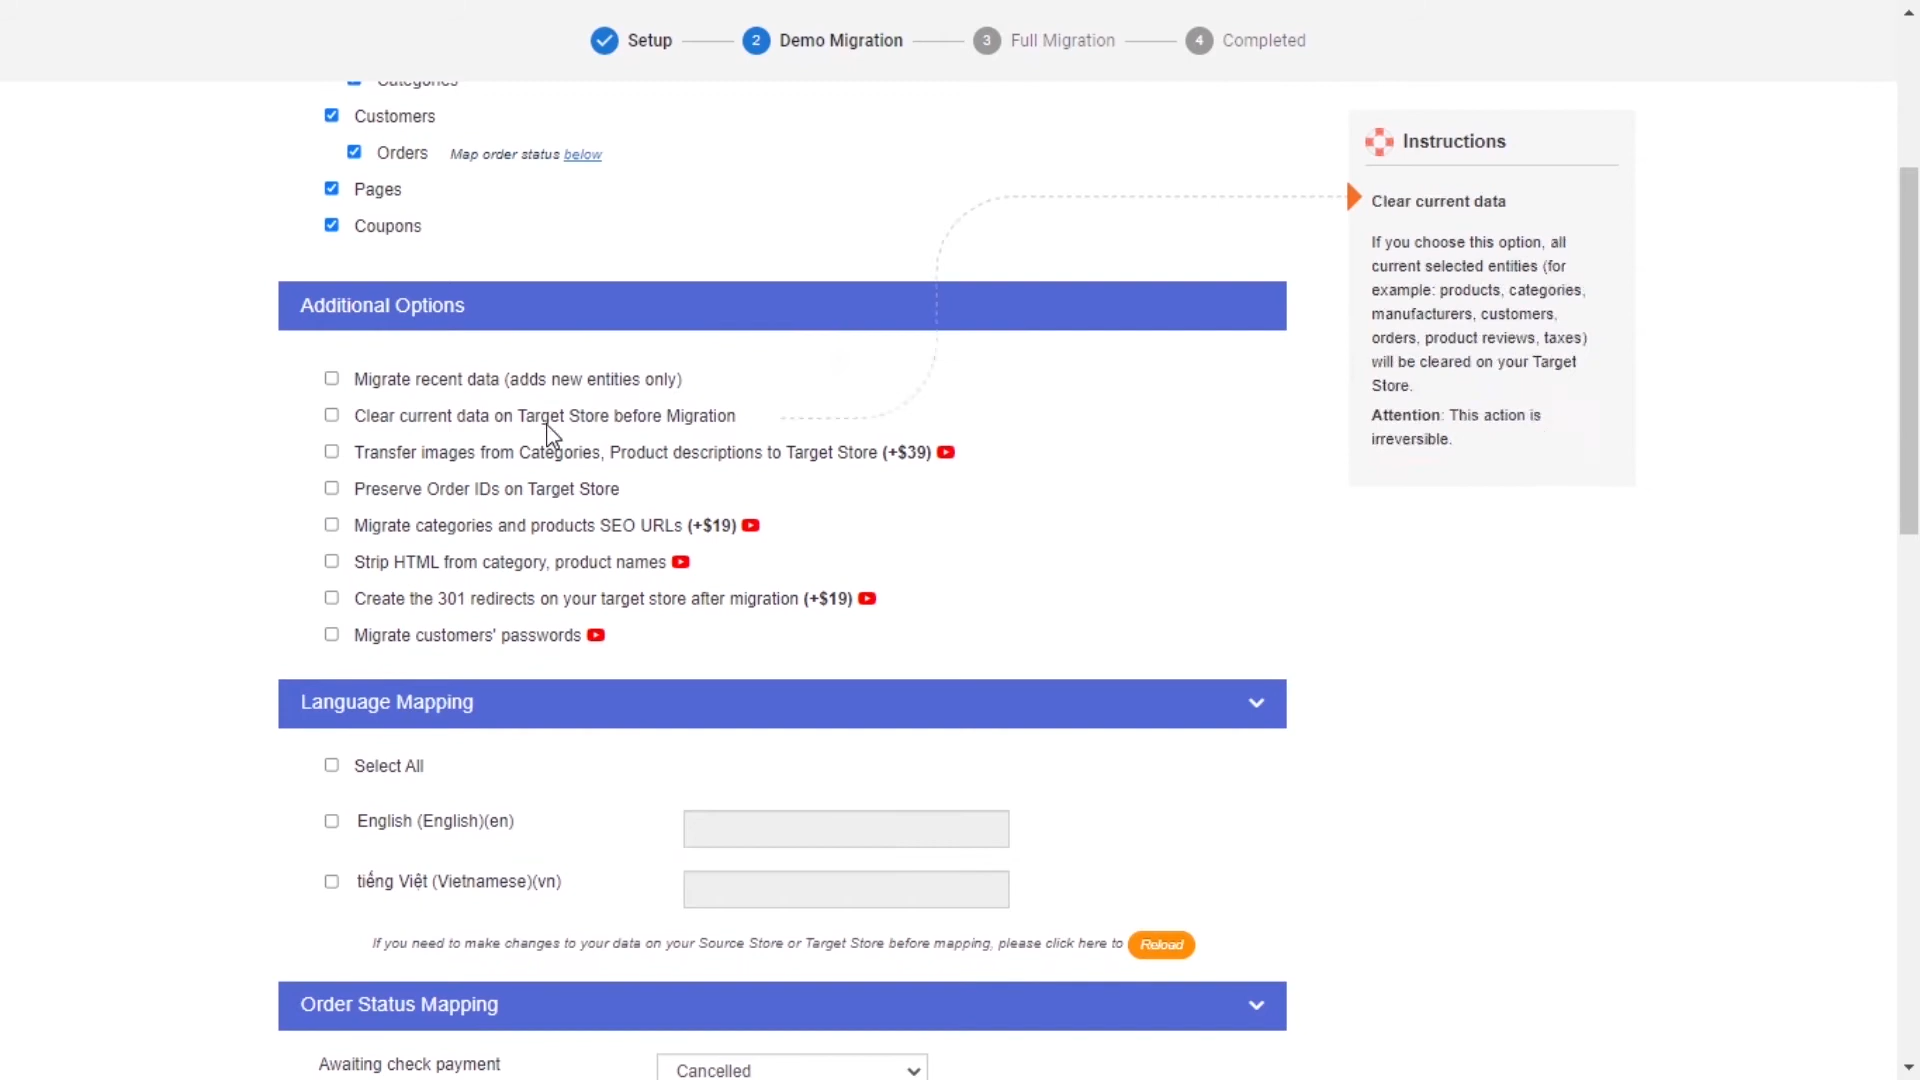 Setup
2 Demo Migration
3 Full Migration
4 Completed
Categories
Customers
Orders Map order status below
Pages
Coupons
Instructions
Clear current data
If you choose this option, all
current selected entities (for
example: products, categories,
manufacturers, customers,
orders, product reviews, taxes)
will be cleared on your Target
Store.
Attention: This action is
irreversible.
Additional Options
Migrate recent data (adds new entities only)
Clear current data on Target Store before Migration
Transfer images from Categories, Product descriptions to Target Store (+$39)
Preserve Order IDs on Target Store
Migrate categories and products SEO URLs (+$19)
Strip HTML from category, product names
Create the 301 redirects on your target store after migration (+$19)
Migrate customers' passwords
Language Mapping
Select All
English (English)(en)
tiếng Việt (Vietnamese)(vn)
If you need to make changes to your data on your Source Store or Target Store before mapping, please click here to Reload
Order Status Mapping
Awaiting check payment Cancelled